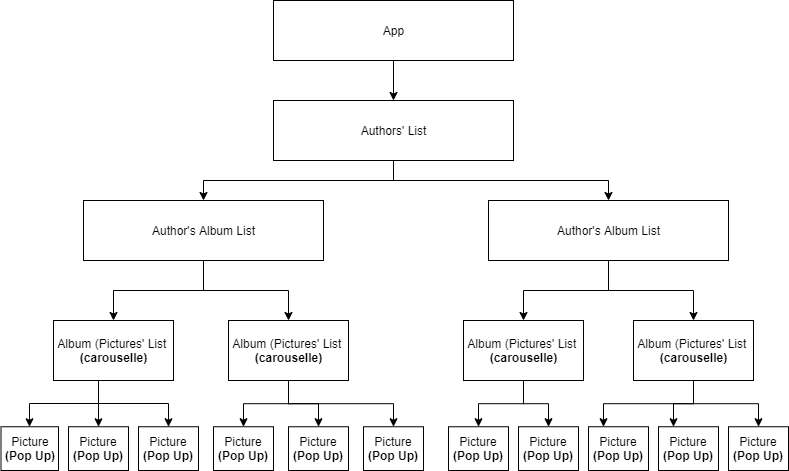 App
Authors' List
Author's Album List
Author's Album List
Album (Pictures' List
(carouselle)
Album (Pictures' List
(carouselle)
Album (Pictures' List
(carouselle)
Album (Pictures' List
(carouselle)
Picture
(Pop Up)
Picture
(Pop Up)
Picture
(Pop Up)
Picture
(Pop Up)
Picture
(Pop Up)
Picture
(Pop Up)
Picture
(Pop Up)
Picture
(Pop Up)
Picture
(Pop Up)
Picture
(Pop Up)
Picture
(Pop Up)